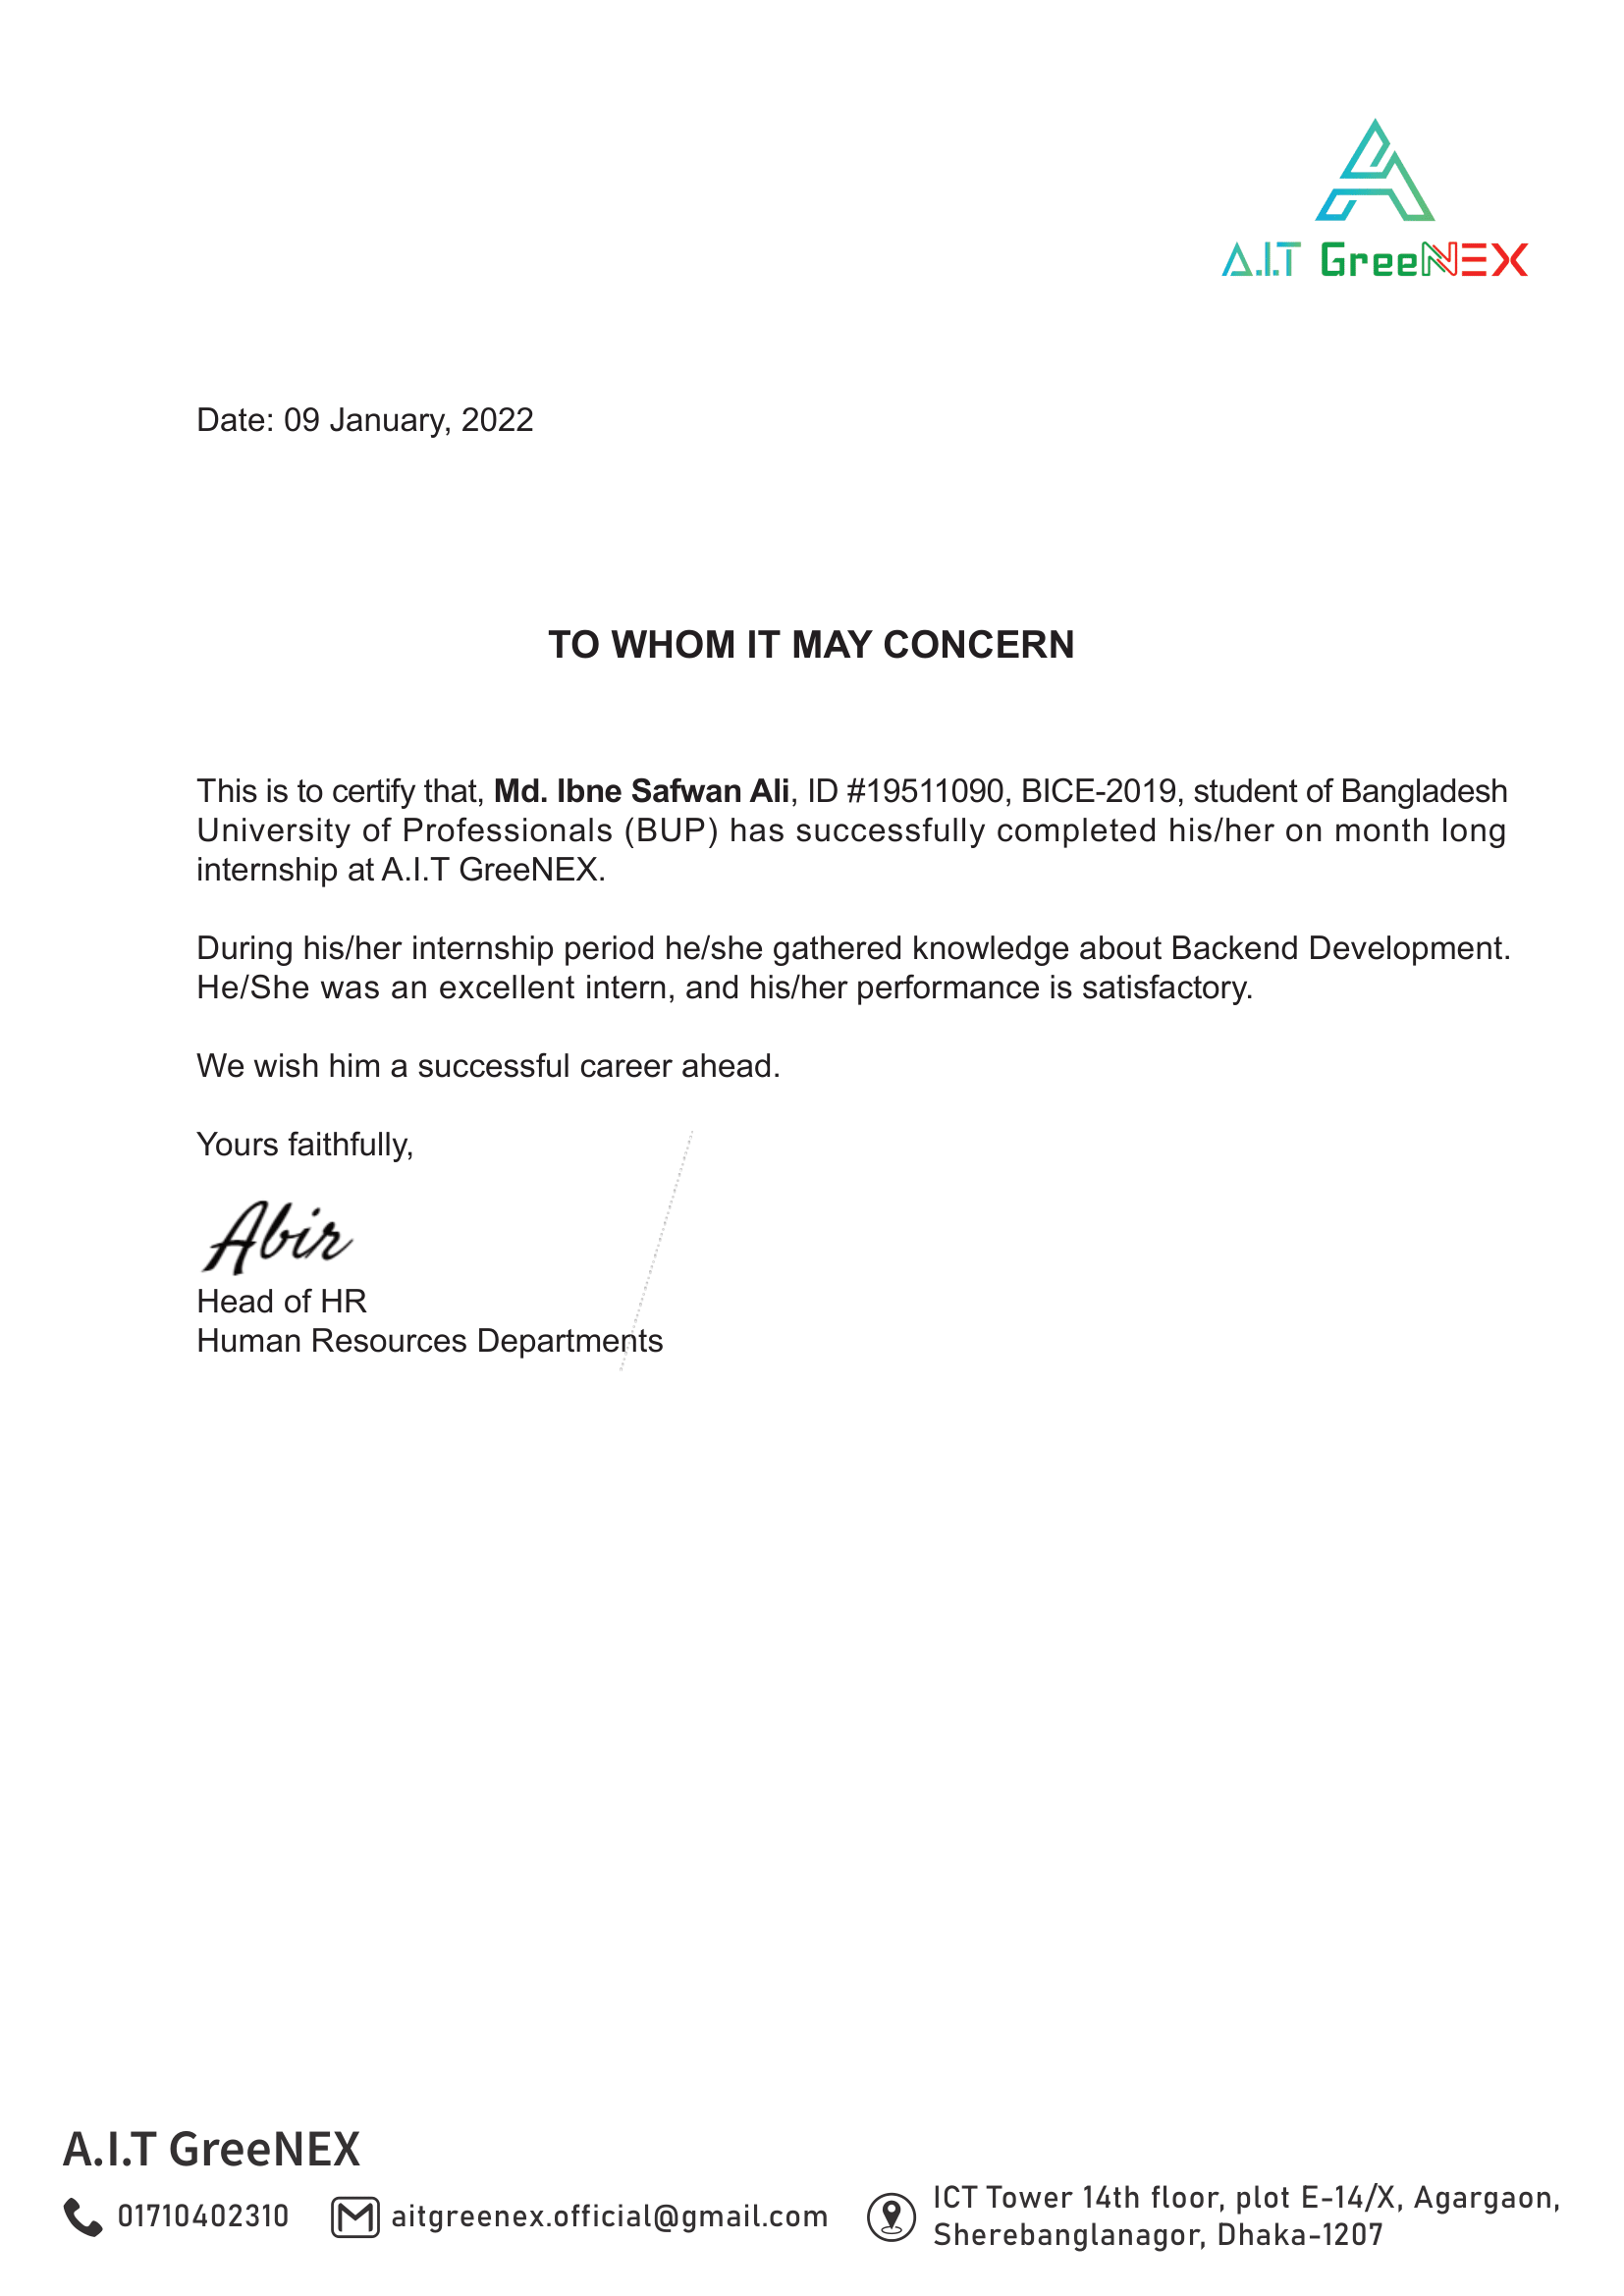 A.I.T GreeNEX
Date: 09 January, 2022
TO WHOM IT MAY CONCERN
This is to certify that, Md. Ibne Safwan Ali, ID #19511090, BICE-2019, student of Bangladesh
University of Professionals (BUP) has successfully completed his/her on month long
internship at A.I.T GreeNEX.
During his/her internship period he/she gathered knowledge about Backend Development.
He/She was an excellent intern, and his/her performance is satisfactory.
We wish him a successful career ahead.
Yours faithfully,
Abir
Head of HR
Human Resources Departments
A.I.T GreeNEX
01710402310
aitgreenex.official@gmail.com
ICT Tower 14th floor, plot E-14/X, Agargaon,
Sherebanglanagor, Dhaka-1207